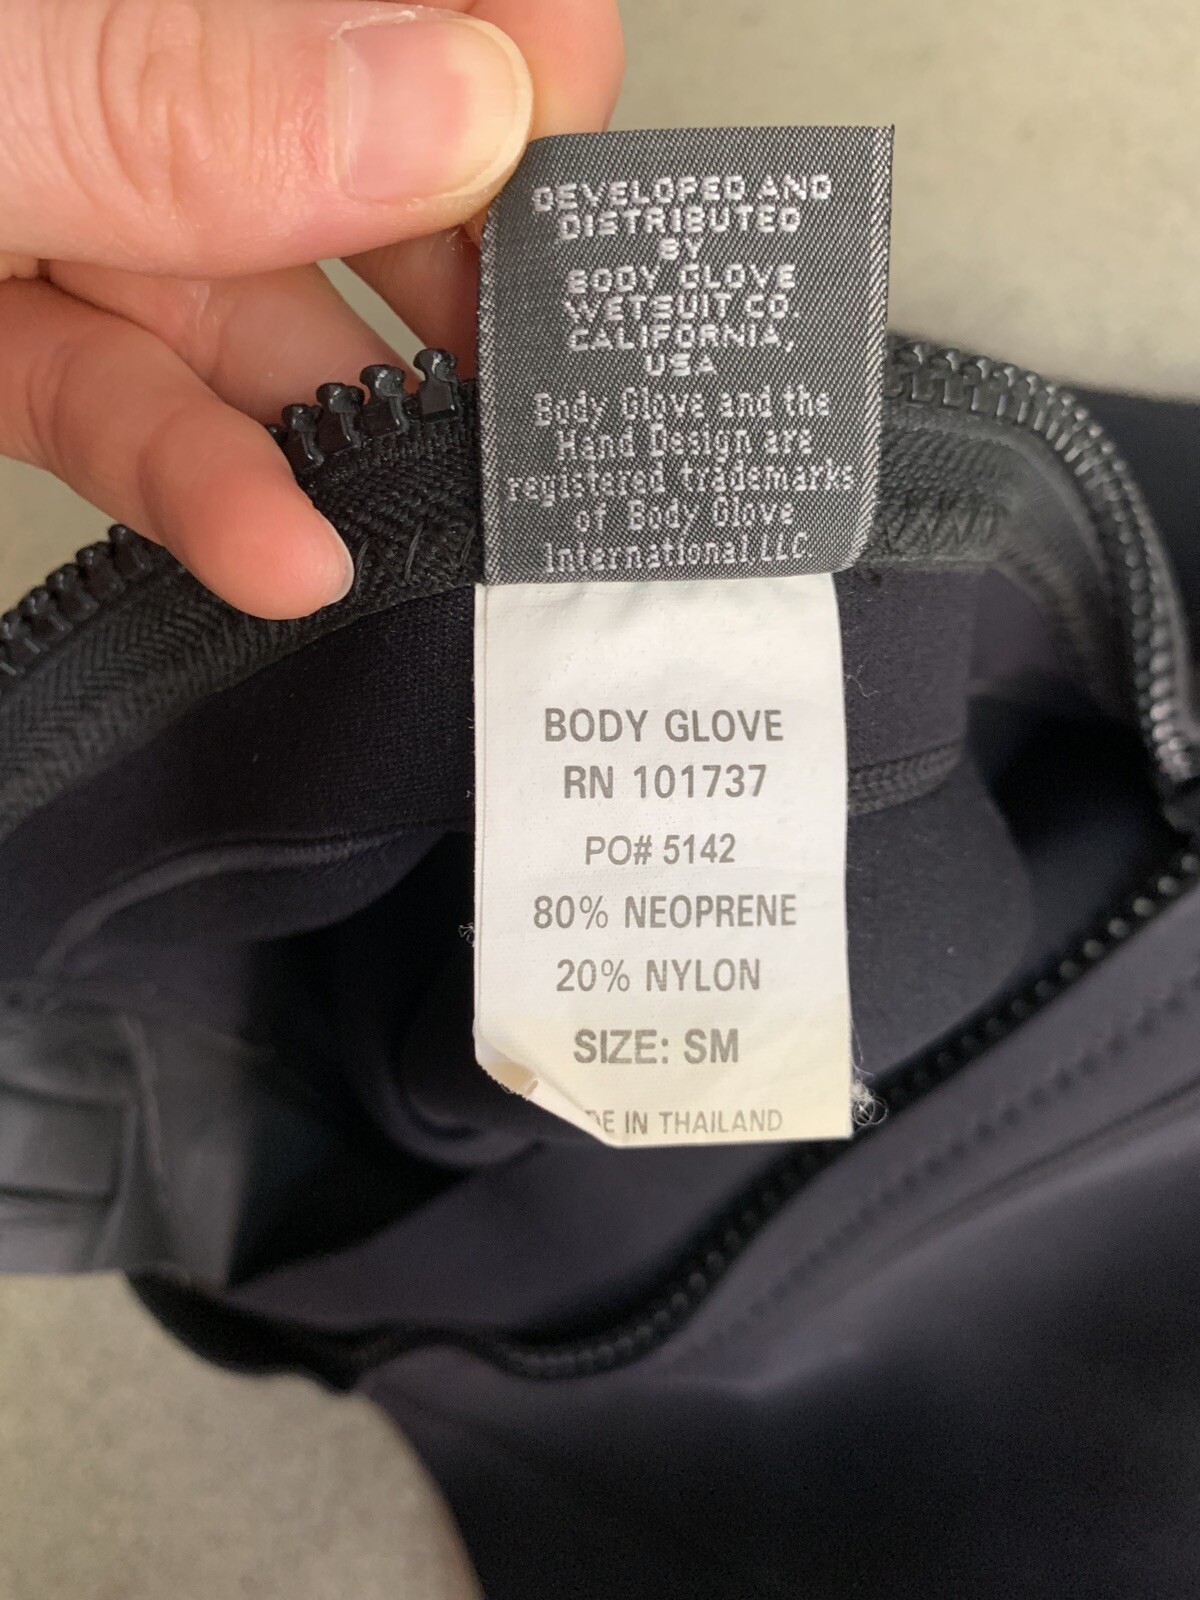 DEVELOPED AND
DISTRIBUTED
BY
BODY GLOVE
WETSUIT CO.
CALIFORNIA,
USA
Body Glove and the
Hand Design are
registered trademarks
of Body Glove
International LLC
BODY GLOVE
RN 101737
PO# 5142
80% NEOPRENE
20% NYLON
SIZE: SM
DE IN THAILAND